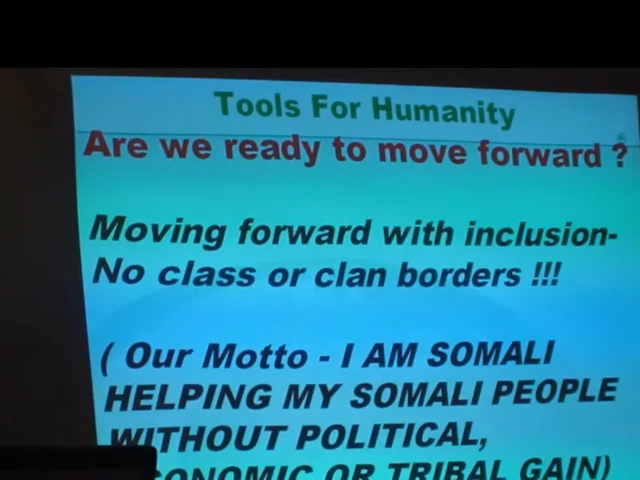 Tools For Humanity
Are we ready to move forward ?
Moving forward with inclusion-
No class or clan borders !!!
( Our Motto - I AM SOMALI
HELPING MY SOMALI PEOPLE
WITHOUT POLITICAL,
OR TRIBAL GAIN)